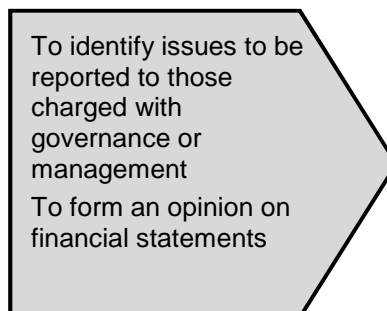 To identify issues to be
reported to those
charged with
governance or
management
To form an opinion on
financial statements